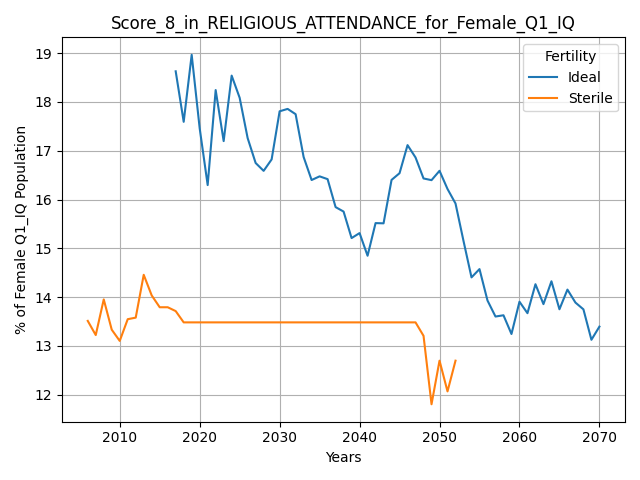 Score_8_in_RELIGIOUS_ATTENDANCE_for_Female_Q1_IQ
Fertility
Ideal
Sterile
% of Female Q1_IQ Population
19
18
17
16
15
14
13
12
2010
2020
2030
2040
2050
2060
2070
Years